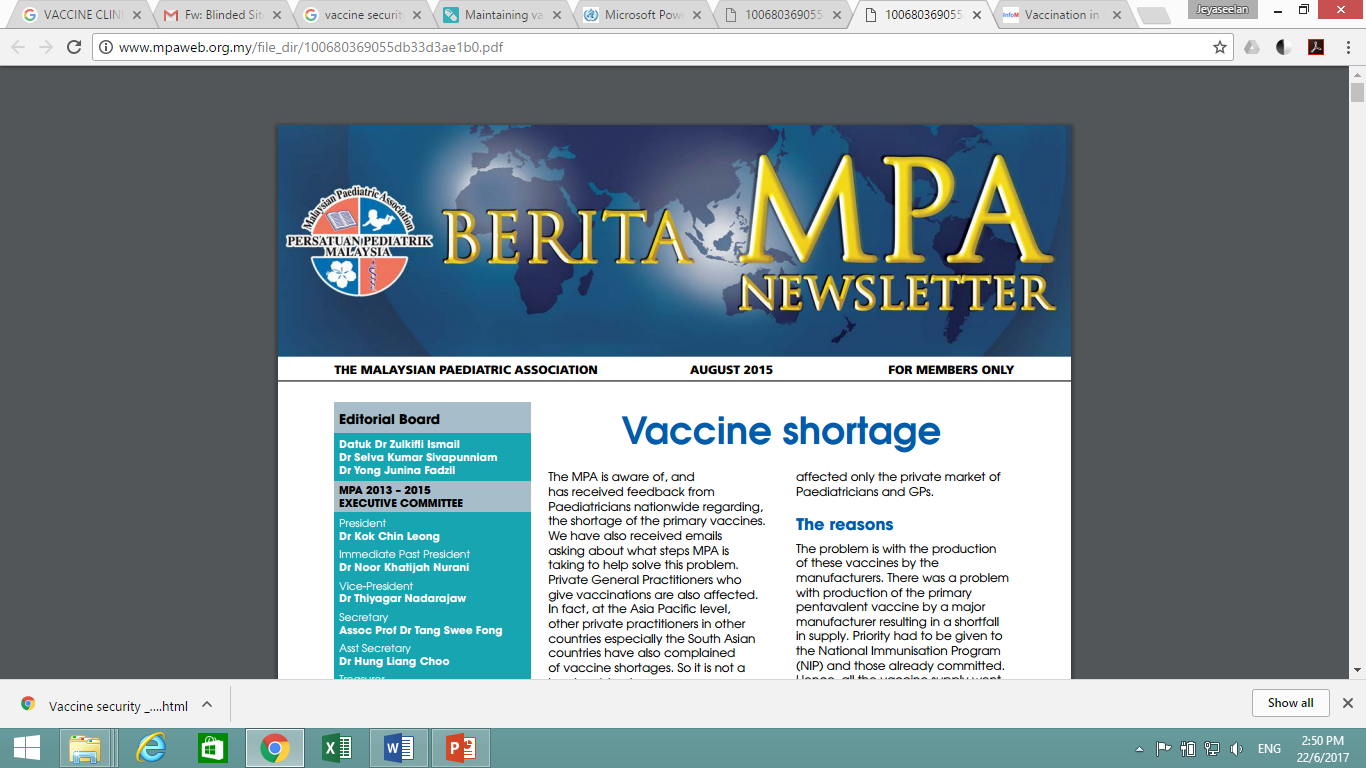 VACCINE CLIN
Fw: Blinded Sit
vaccine securit
Maintaining va
Microsoft Pow
100680369055
100680369055
InfoM
Vaccination in
Jeyaseelan
www.mpaweb.org.my/file_dir/100680369055db33d3ae1b0.pdf
Malaysian Paediatric Association
PERSATUAN PEDIATRIK
MALAYSIA
BERITA MPA
NEWSLETTER
THE MALAYSIAN PAEDIATRIC ASSOCIATION
AUGUST 2015
FOR MEMBERS ONLY
Editorial Board
Datuk Dr Zulkifli Ismail
Dr Selva Kumar Sivapunniam
Dr Yong Junina Fadzil
MPA 2013 – 2015
EXECUTIVE COMMITTEE
President
Dr Kok Chin Leong
Immediate Past President
Dr Noor Khatijah Nurani
Vice-President
Dr Thiyagar Nadarajaw
Secretary
Assoc Prof Dr Tang Swee Fong
Asst Secretary
Dr Hung Liang Choo
Treasurer
Vaccine shortage
The MPA is aware of, and
has received feedback from
Paediatricians nationwide regarding,
the shortage of the primary vaccines.
We have also received emails
asking about what steps MPA is
taking to help solve this problem.
Private General Practitioners who
give vaccinations are also affected.
In fact, at the Asia Pacific level,
other private practitioners in other
countries especially the South Asian
countries have also complained
of vaccine shortages. So it is not a
affected only the private market of
Paediatricians and GPs.
The reasons
The problem is with the production
of these vaccines by the
manufacturers. There was a problem
with production of the primary
pentavalent vaccine by a major
manufacturer resulting in a shortfall
in supply. Priority had to be given to
the National Immunisation Program
(NIP) and those already committed.
Hence, all the vaccine supply went
Vaccine security _....html
Show all
ENG
2:50 PM
22/6/2017